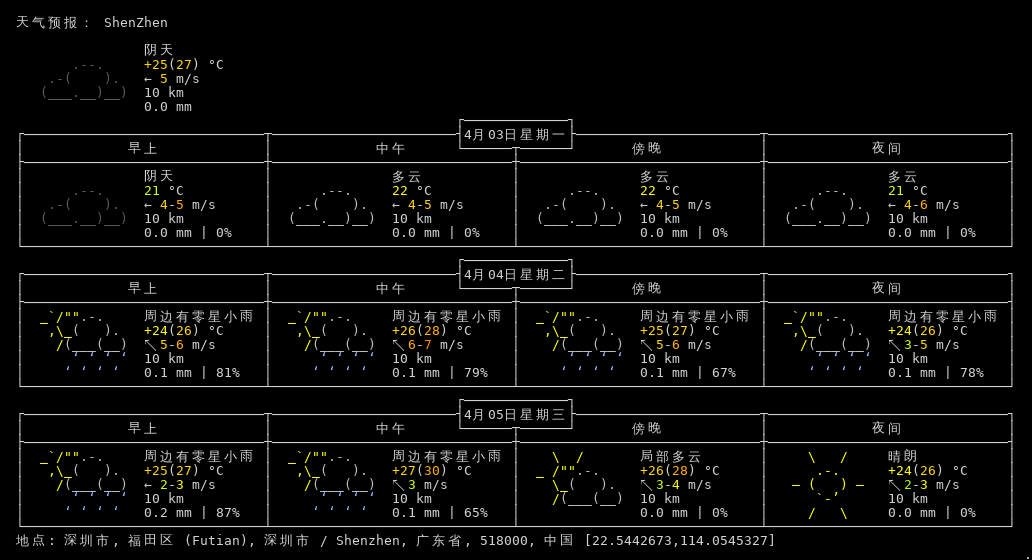 天气预报： ShenZhen
阴天
+25(27) °C
← 5 m/s
10 km
0.0 mm
4月03日星期一
早上 中午 傍晚 夜间
阴天 多云 多云 多云
21 °C 22 °C 22 °C 21 °C
← 4-5 m/s ← 4-5 m/s ← 4-5 m/s ← 4-6 m/s
10 km 10 km 10 km 10 km
0.0 mm | 0% 0.0 mm | 0% 0.0 mm | 0% 0.0 mm | 0%
4月04日星期二
早上 中午 傍晚 夜间
周边有零星小雨 周边有零星小雨 周边有零星小雨 周边有零星小雨
+24(26) °C +26(28) °C +25(27) °C +24(26) °C
↖ 5-6 m/s ↖ 6-7 m/s ↖ 5-6 m/s ↖ 3-5 m/s
10 km 10 km 10 km 10 km
0.1 mm | 81% 0.1 mm | 79% 0.1 mm | 67% 0.1 mm | 78%
4月05日星期三
早上 中午 傍晚 夜间
周边有零星小雨 周边有零星小雨 局部多云 晴朗
+25(27) °C +27(30) °C +26(28) °C +24(26) °C
← 2-3 m/s ↖ 3 m/s ↖ 3-4 m/s ↖ 2-3 m/s
10 km 10 km 10 km 10 km
0.2 mm | 87% 0.1 mm | 65% 0.0 mm | 0% 0.0 mm | 0%
地点: 深圳市, 福田区 (Futian), 深圳市 / Shenzhen, 广东省, 518000, 中国 [22.5442673,114.0545327]